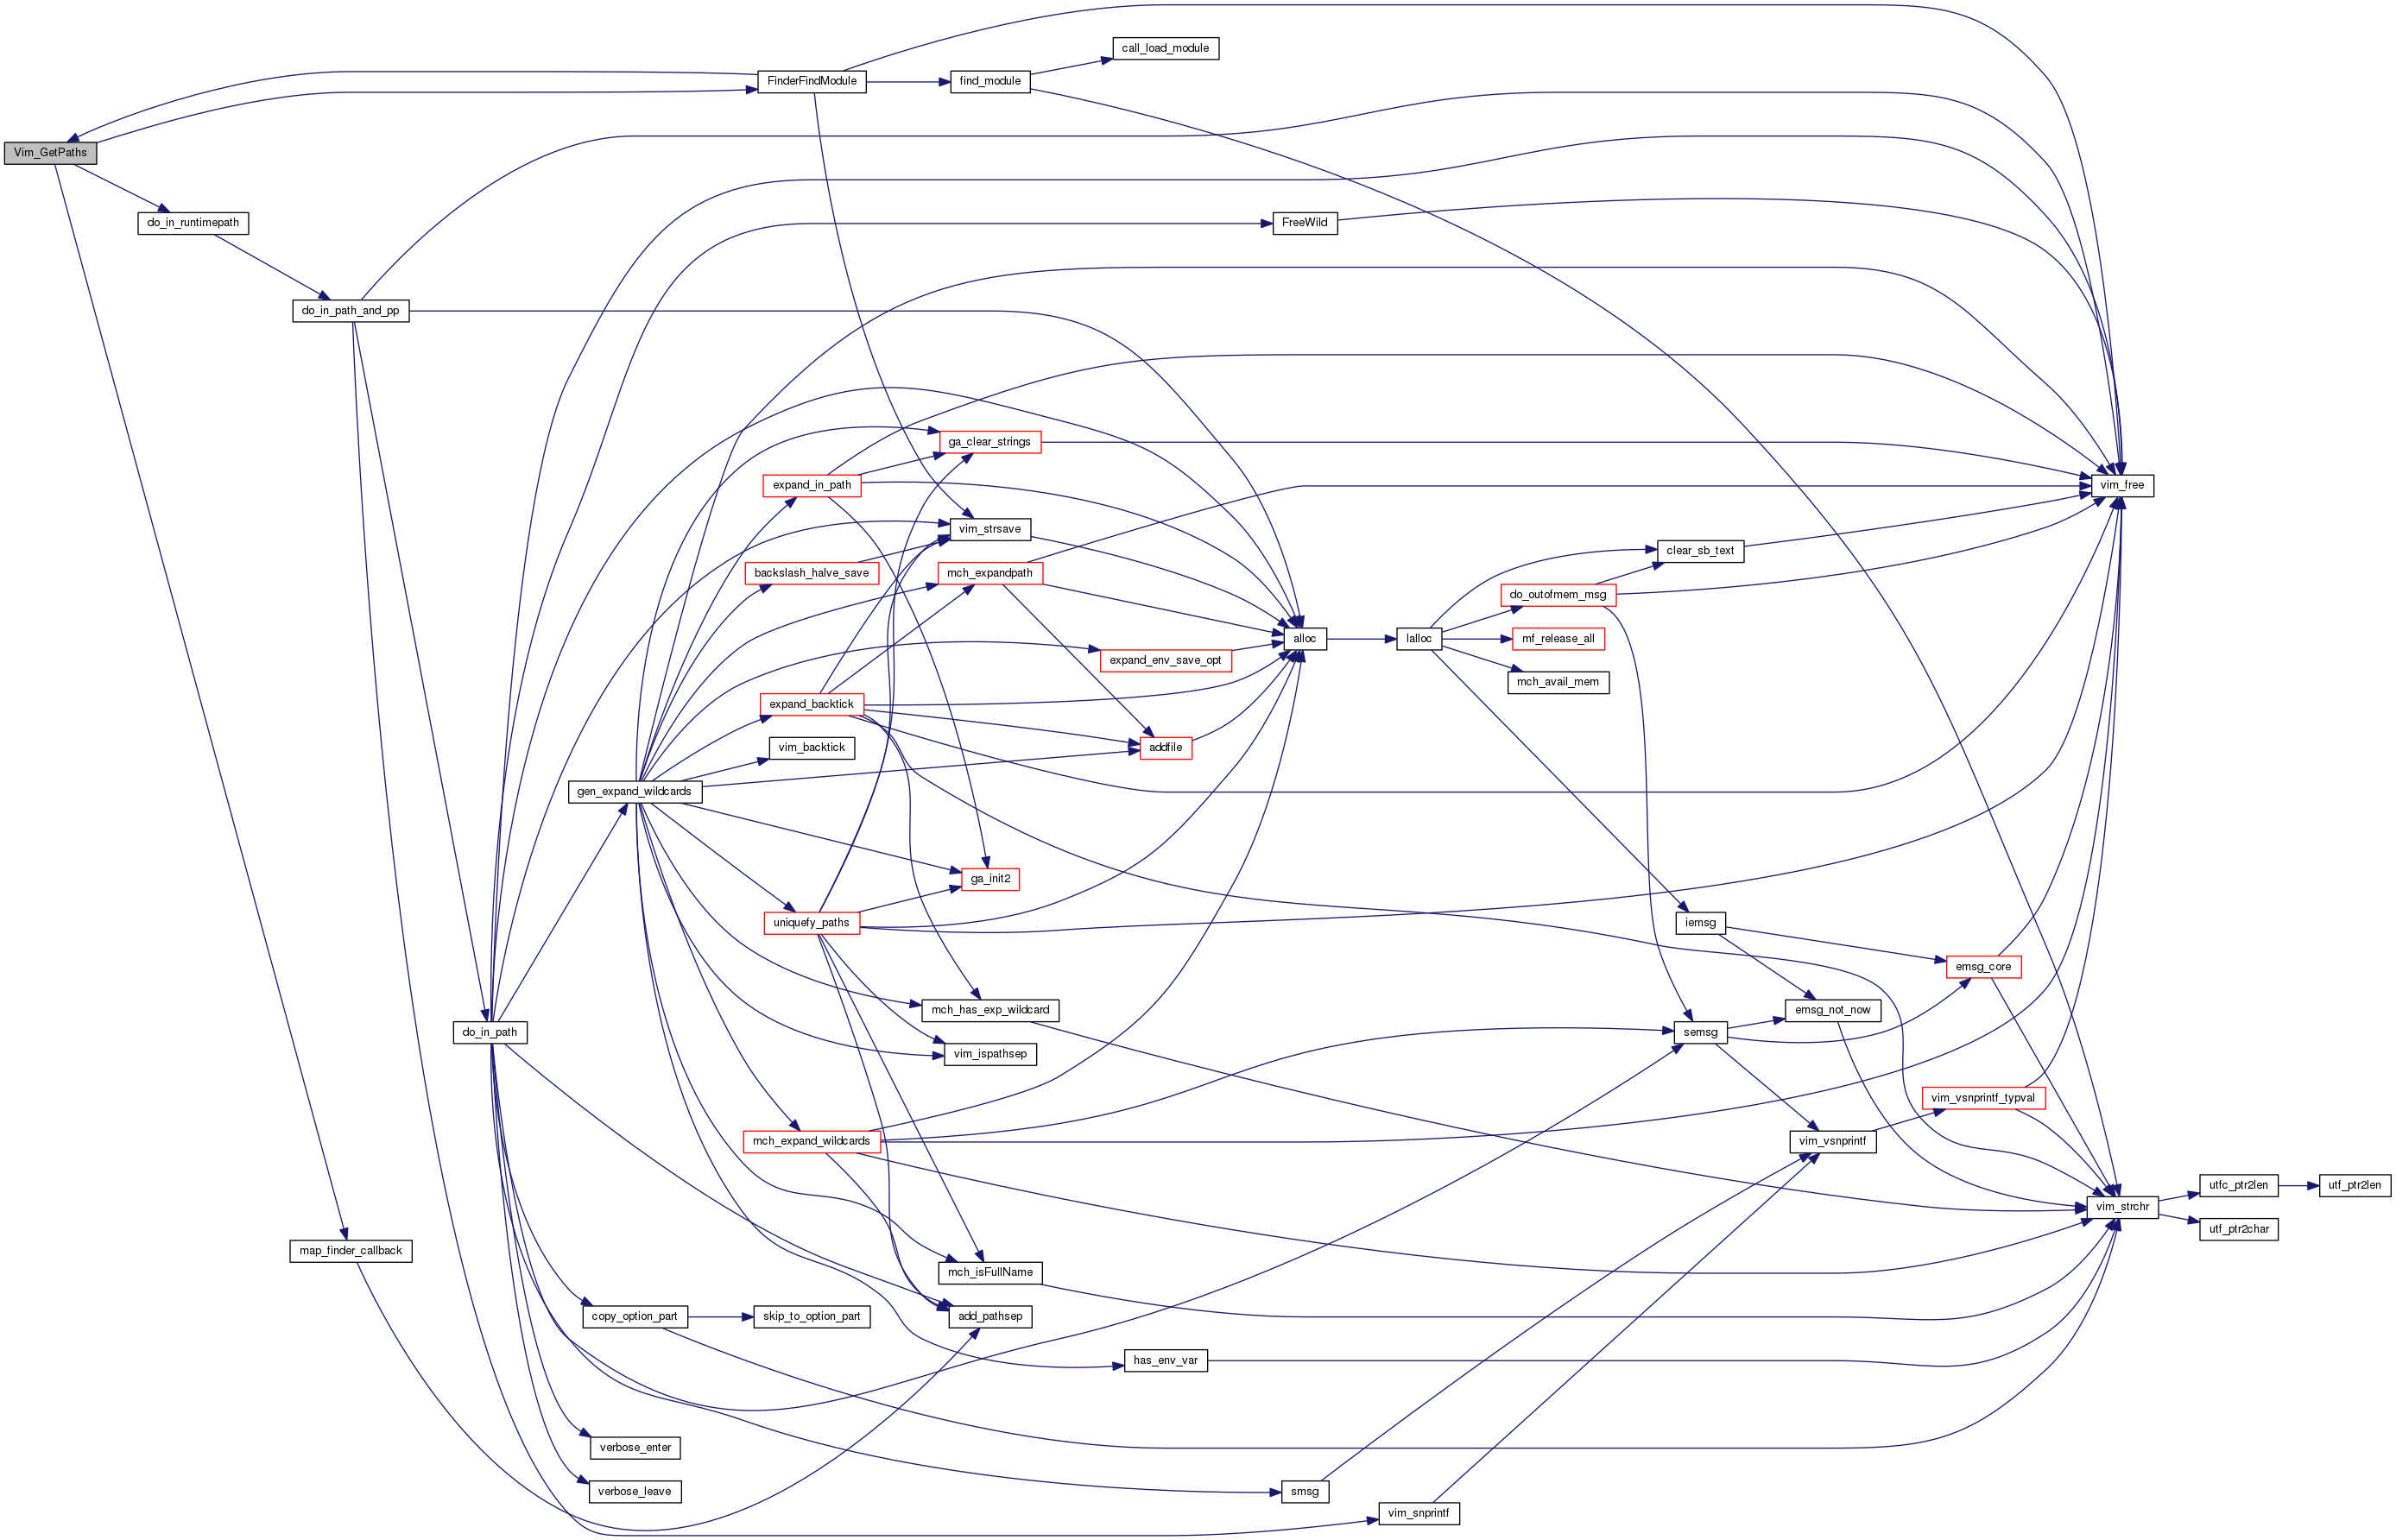 call_load_module
FinderFindModule
find_module
Vim_GetPaths
do_in_runtimepath
FreeWild
do_in_path_and_pp
ga_clear_strings
expand_in_path
vim_free
vim_strsave
clear_sb_text
backslash_halve_save
mch_expandpath
do_outofmem_msg
alloc
lalloc
mf_release_all
expand_env_save_opt
mch_avail_mem
expand_backtick
vim_backtick
addfile
gen_expand_wildcards
ga_init2
uniquefy_paths
iemsg
emsg_core
mch_has_exp_wildcard
emsg_not_now
do_in_path
semsg
vim_ispathsep
vim_vsnprintf_typval
mch_expand_wildcards
vim_vsnprintf
utfc_ptr2len
utf_ptr2len
vim_strchr
utf_ptr2char
map_finder_callback
mch_isFullName
copy_option_part
skip_to_option_part
add_pathsep
has_env_var
verbose_enter
verbose_leave
smsg
vim_snprintf